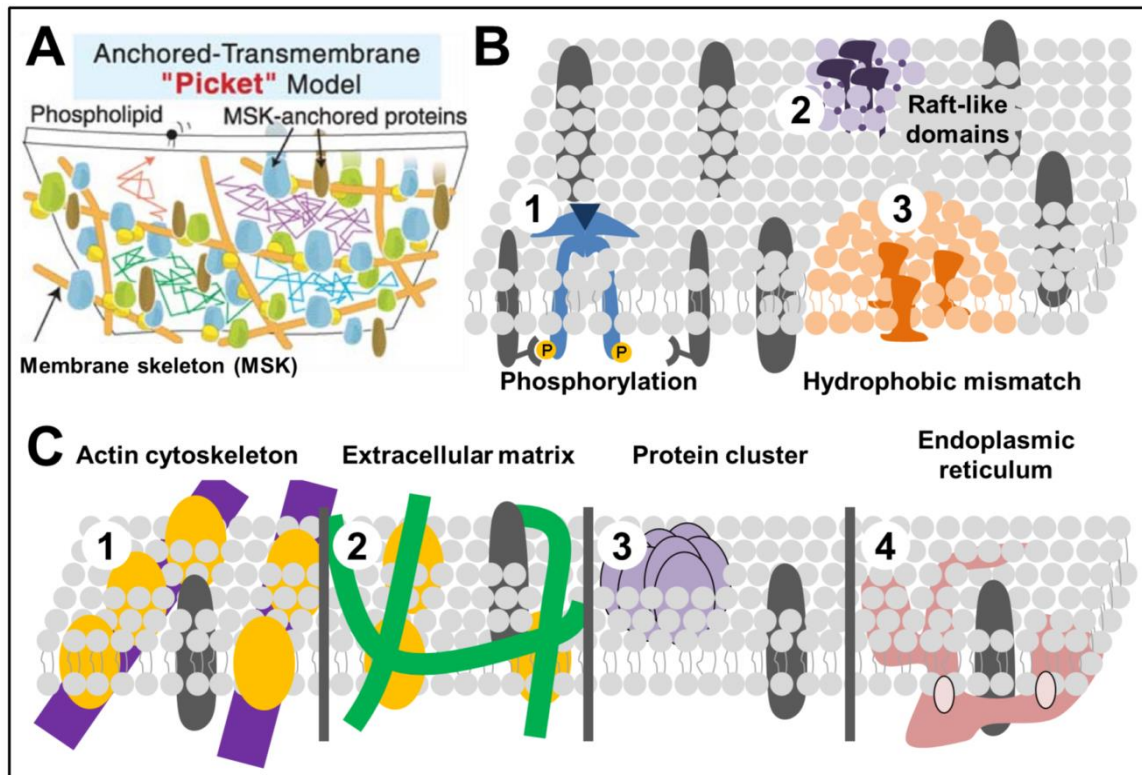 A
Anchored-Transmembrane
"Picket" Model
Phospholipid
MSK-anchored proteins
Membrane skeleton (MSK)
B
1
2
Raft-like
domains
3
P
P
Phosphorylation
Hydrophobic mismatch
C
Actin cytoskeleton
Extracellular matrix
Protein cluster
Endoplasmic
reticulum
1
2
3
4